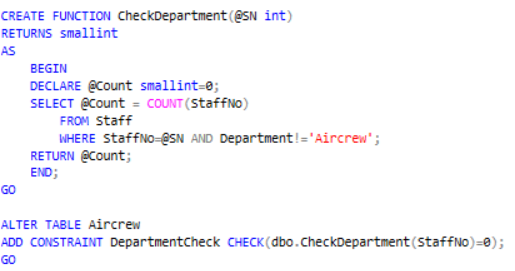 CREATE FUNCTION CheckDepartment(@SN int)
RETURNS smallint
AS
BEGIN
DECLARE @Count smallint=0;
SELECT @Count = COUNT(StaffNo)
FROM Staff
WHERE StaffNo=@SN AND Department!='Aircrew';
RETURN @Count;
END;
GO
ALTER TABLE Aircrew
ADD CONSTRAINT DepartmentCheck CHECK(dbo.CheckDepartment(StaffNo)=0);
GO